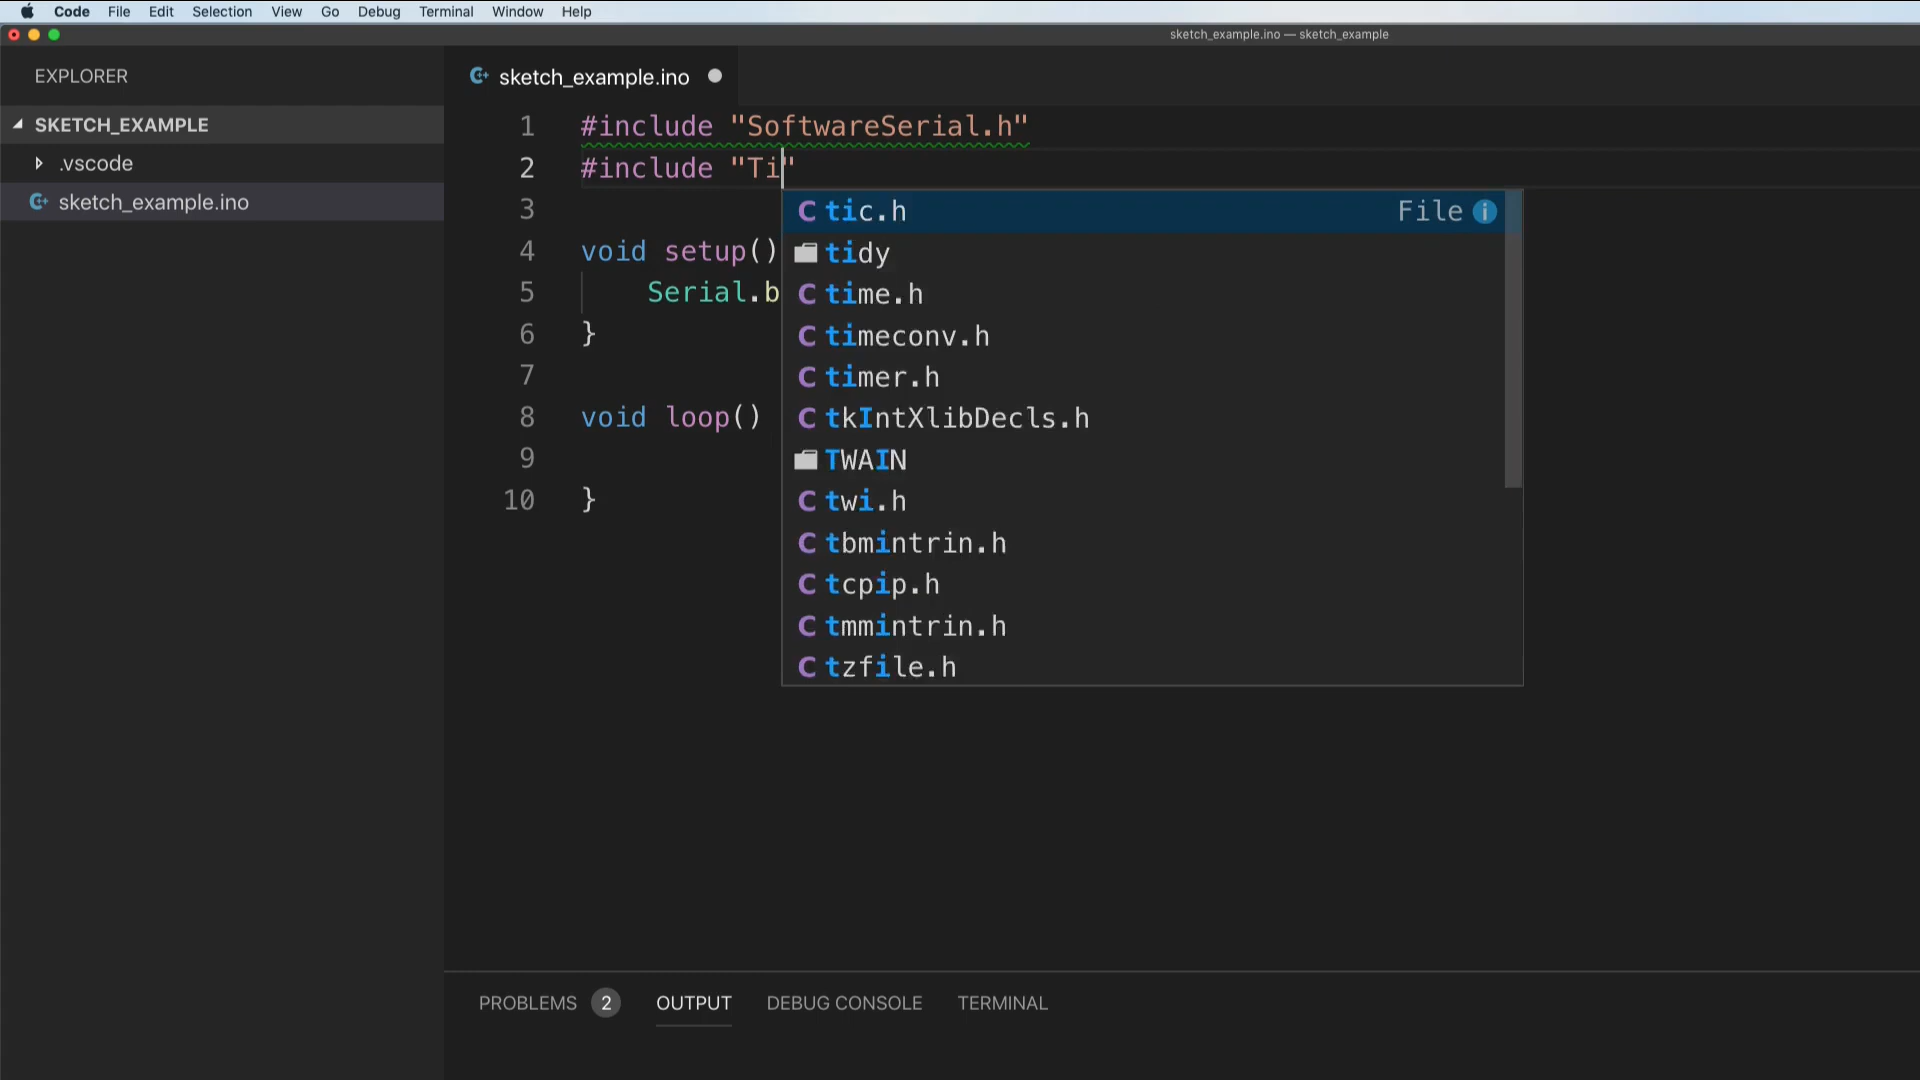 Code File Edit Selection View Go Debug Terminal Window Help
sketch_example.ino — sketch_example
EXPLORER
SKETCH_EXAMPLE
.vscode
sketch_example.ino
sketch_example.ino
1 #include "SoftwareSerial.h"
2 #include "Ti"
3
4 void setup()
5 Serial.b
6 }
7
8 void loop()
9
10 }
tic.h File
tidy
time.h
timeconv.h
timer.h
tkIntXlibDecls.h
TWAIN
twi.h
tbmintrin.h
tcpip.h
tmmintrin.h
tzfile.h
PROBLEMS 2 OUTPUT DEBUG CONSOLE TERMINAL